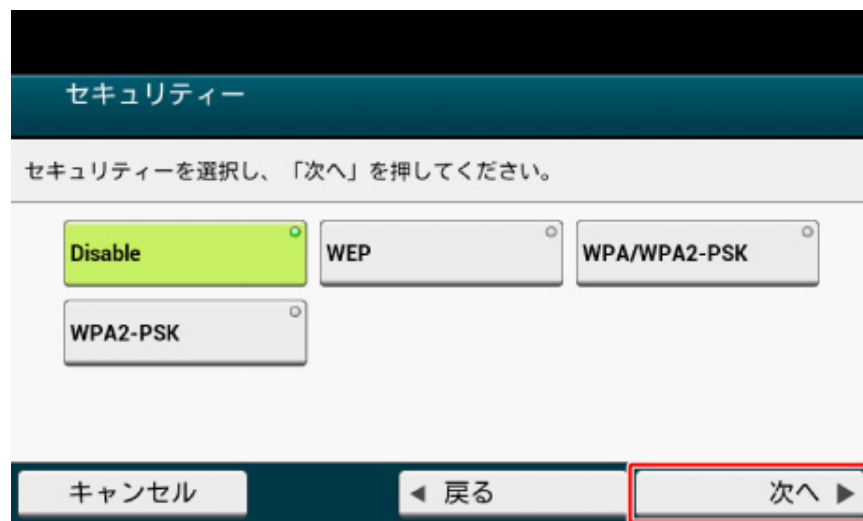 セキュリティー
セキュリティーを選択し、「次へ」を押してください。
Disable WEP WPA/WPA2-PSK
WPA2-PSK
キャンセル ◀ 戻る 次へ ▶